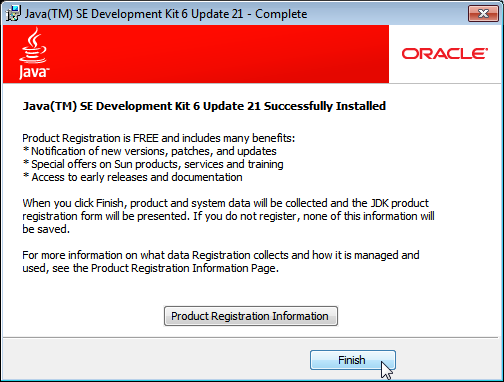 Java(TM) SE Development Kit 6 Update 21 - Complete
Java™
ORACLE
Java(TM) SE Development Kit 6 Update 21 Successfully Installed
Product Registration is FREE and includes many benefits:
* Notification of new versions, patches, and updates
* Special offers on Sun products, services and training
* Access to early releases and documentation
When you click Finish, product and system data will be collected and the JDK product
registration form will be presented. If you do not register, none of this information will
be saved.
For more information on what data Registration collects and how it is managed and
used, see the Product Registration Information Page.
Product Registration Information
Finish